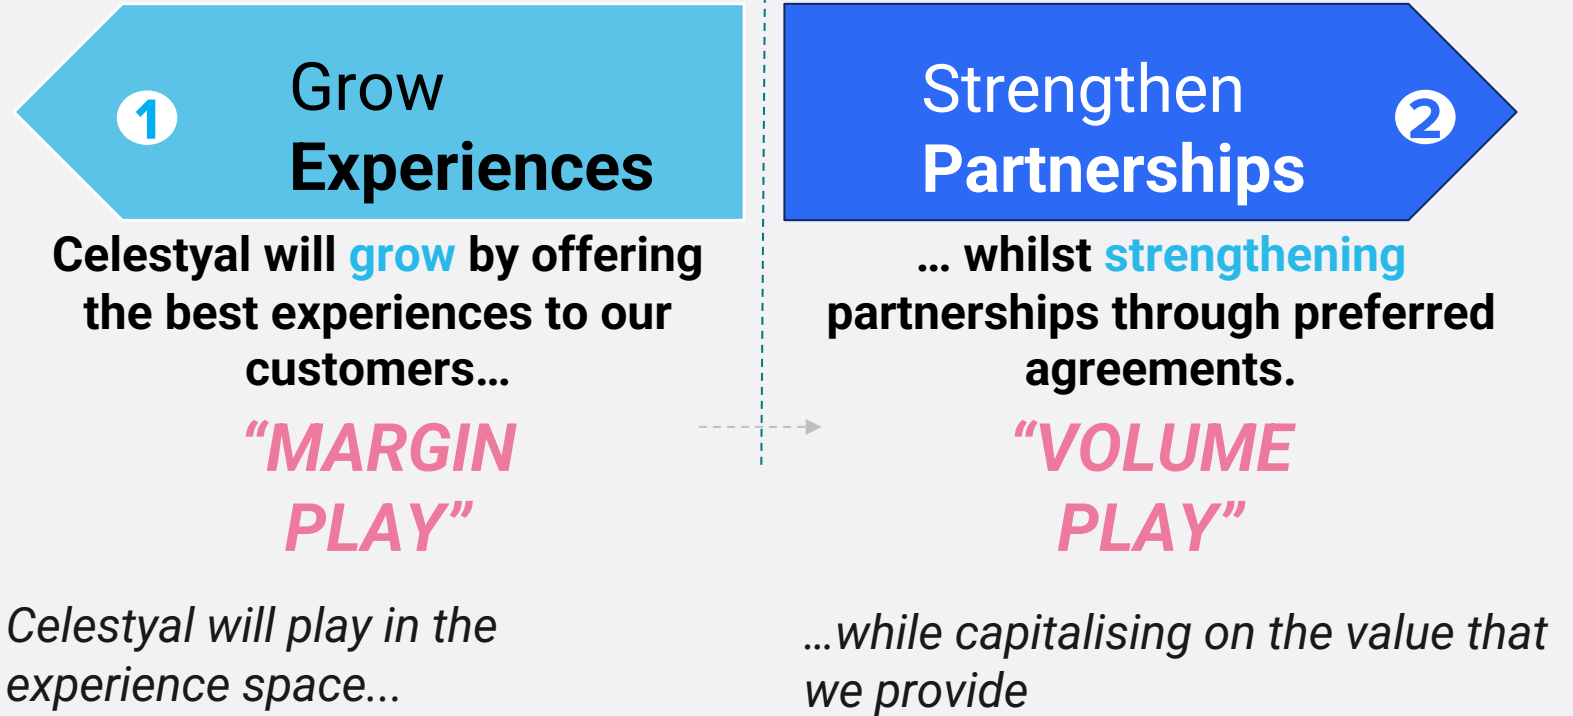 1
Grow
Experiences
Celestyal will grow by offering
the best experiences to our
customers...
“MARGIN
PLAY”
Celestyal will play in the
experience space...
Strengthen
Partnerships
2
... whilst strengthening
partnerships through preferred
agreements.
“VOLUME
PLAY”
...while capitalising on the value that
we provide